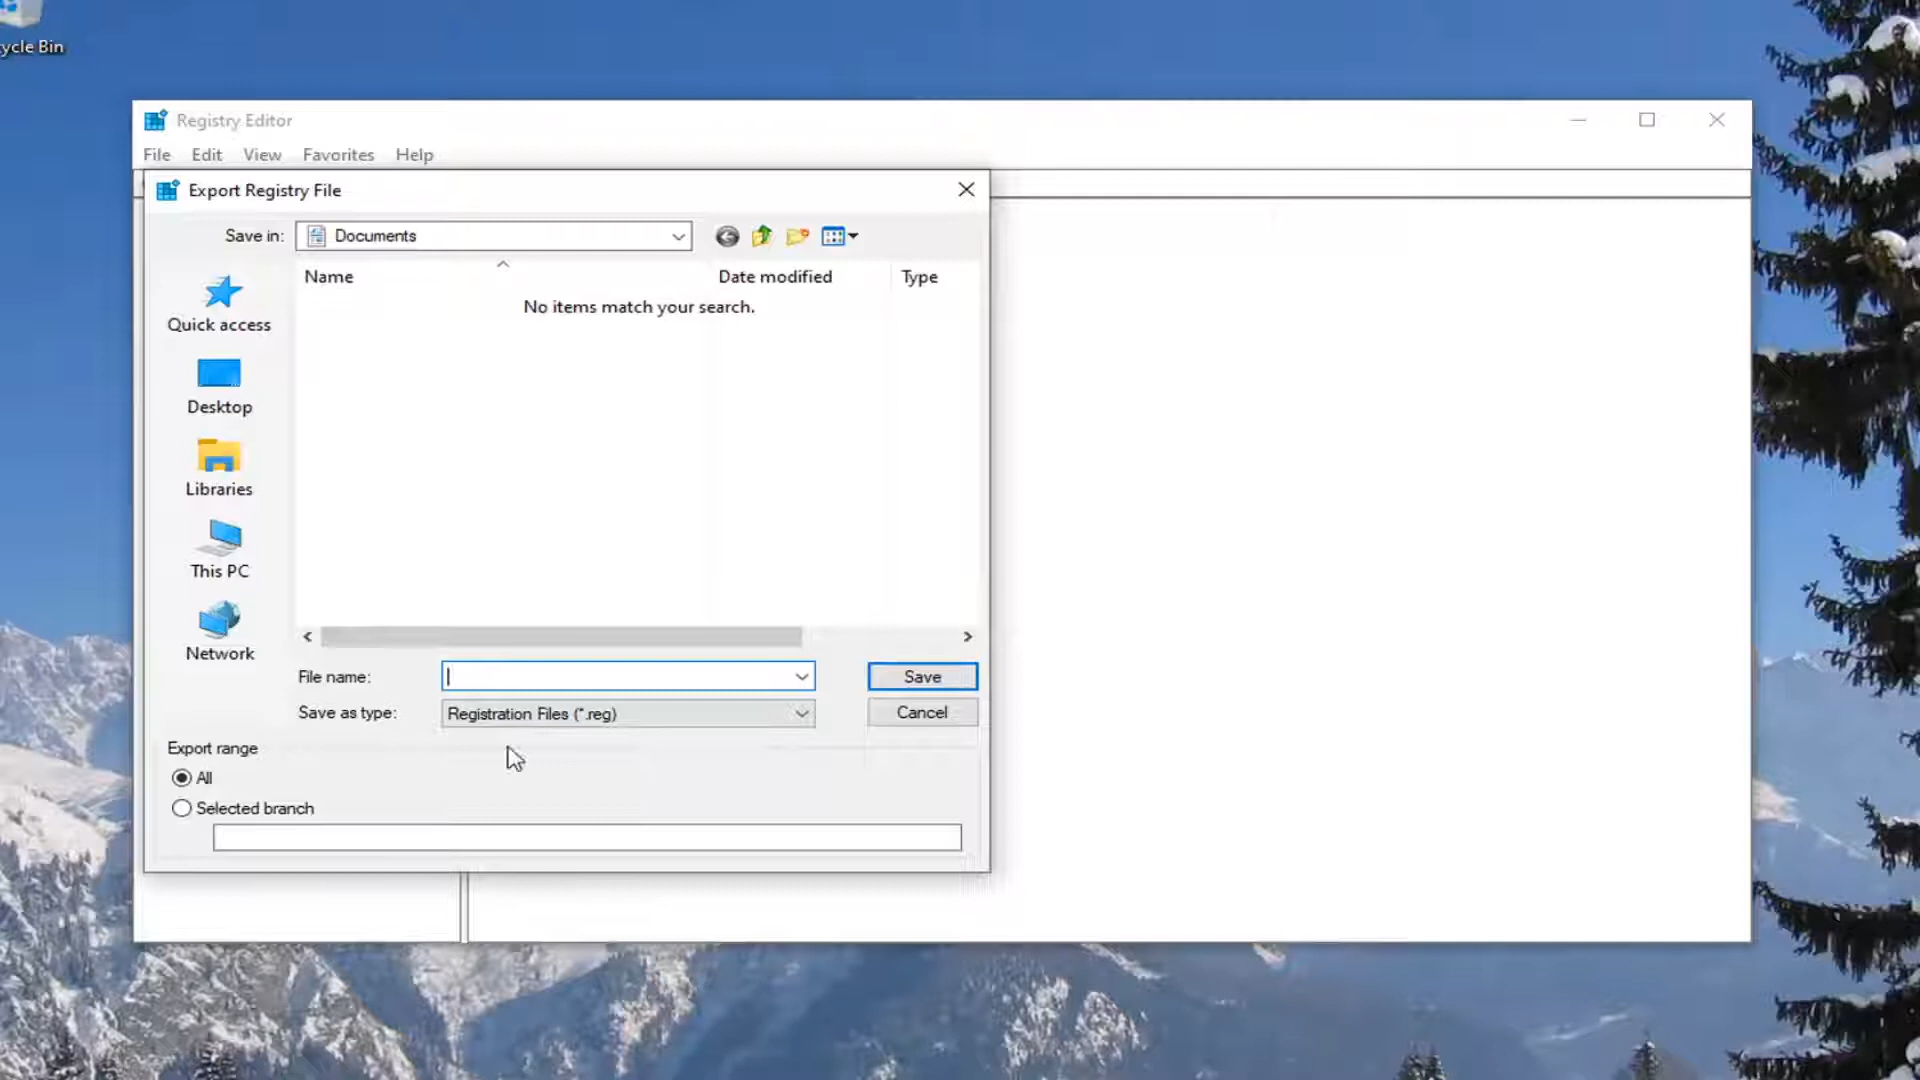 ycle Bin
Registry Editor
File Edit View Favorites Help
Export Registry File
Save in: Documents
Name Date modified Type
No items match your search.
Quick access
Desktop
Libraries
This PC
Network
File name: Save
Save as type: Registration Files (*.reg) Cancel
Export range
All
Selected branch